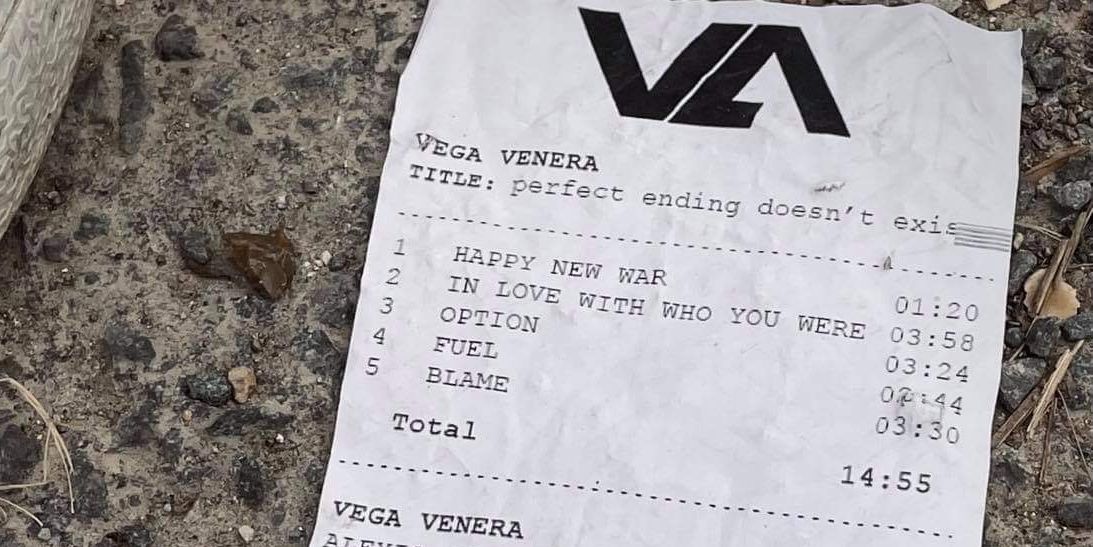 VA
VEGA VENERA
TITLE: perfect ending doesn't exis
1 HAPPY NEW WAR 01:20
2 IN LOVE WITH WHO YOU WERE 03:58
3 OPTION 03:24
4 FUEL 02:44
5 BLAME 03:30
Total 14:55
VEGA VENERA